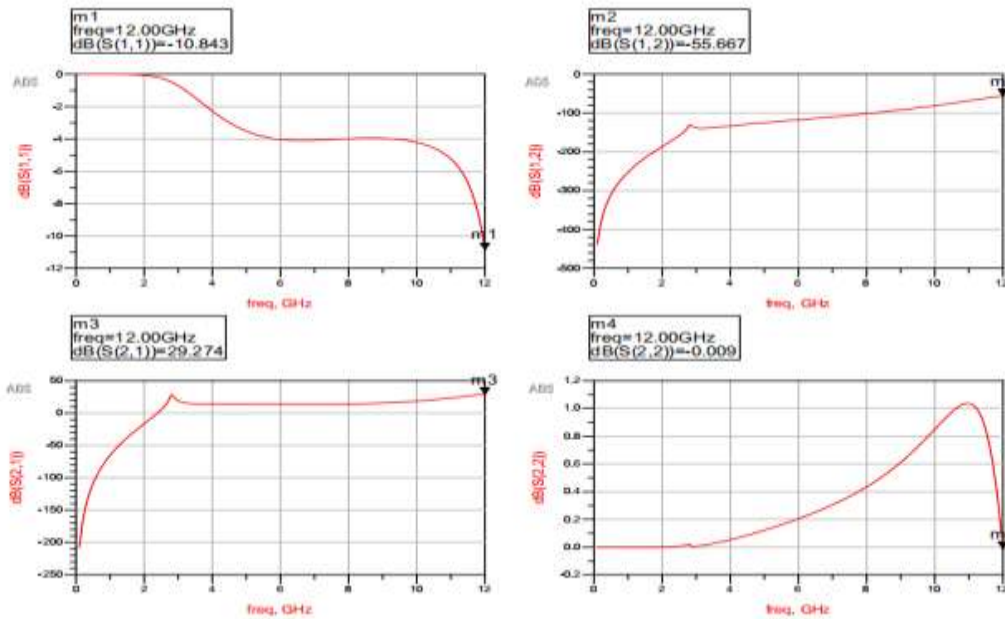 m1
freq=12.00GHz
dB(S(1,1))=-10.843
m2
freq=12.00GHz
dB(S(1,2))=-55.667
ADS
0
-2
-4
-6
-8
-10
-12
dB(S(1,1))
m1
0 2 4 6 8 10 12
freq, GHz
ADS
0
-100
-200
-300
-400
-500
dB(S(1,2))
m
0 2 4 6 8 10 12
freq, GHz
m3
freq=12.00GHz
dB(S(2,1))=29.274
m4
freq=12.00GHz
dB(S(2,2))=-0.009
ADS
50
0
-50
-100
-150
-200
-250
dB(S(2,1))
m3
0 2 4 6 8 10 12
freq, GHz
ADS
1.2
1.0
0.8
0.6
0.4
0.2
0.0
-0.2
dB(S(2,2))
m
0 2 4 6 8 10 12
freq, GHz